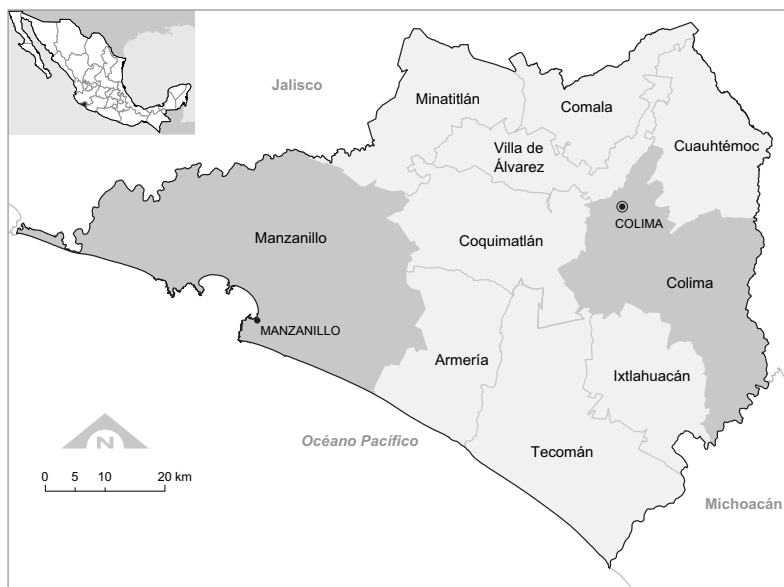 Jalisco
Minatitlán
Comala
Villa de
Álvarez
Cuauhtémoc
COLIMA
Manzanillo
Coquimatlán
Colima
MANZANILLO
Armería
Ixtlahuacán
N
Océano Pacífico
Tecomán
0 5 10 20 km
Michoacán